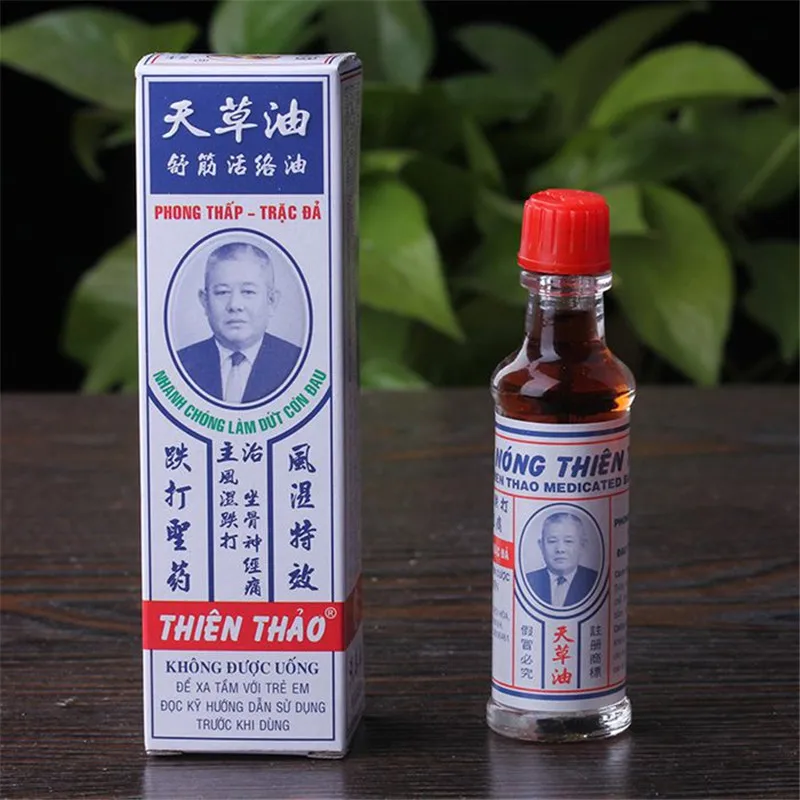 天草油
舒筋活络油
PHONG THẤP - TRẶC ĐẢ
NHANH CHÓNG LÀM DỨT CƠN ĐAU
風濕特效
治坐骨神經痛
主風濕跌打
跌打聖药
THIÊN THẢO®
KHÔNG ĐƯỢC UỐNG
ĐỂ XA TẦM VỚI TRẺ EM
ĐỌC KỸ HƯỚNG DẪN SỬ DỤNG
TRƯỚC KHI DÙNG
NÓNG THIÊN
THAO MEDICATED
註册商標
天草油
假冒必究